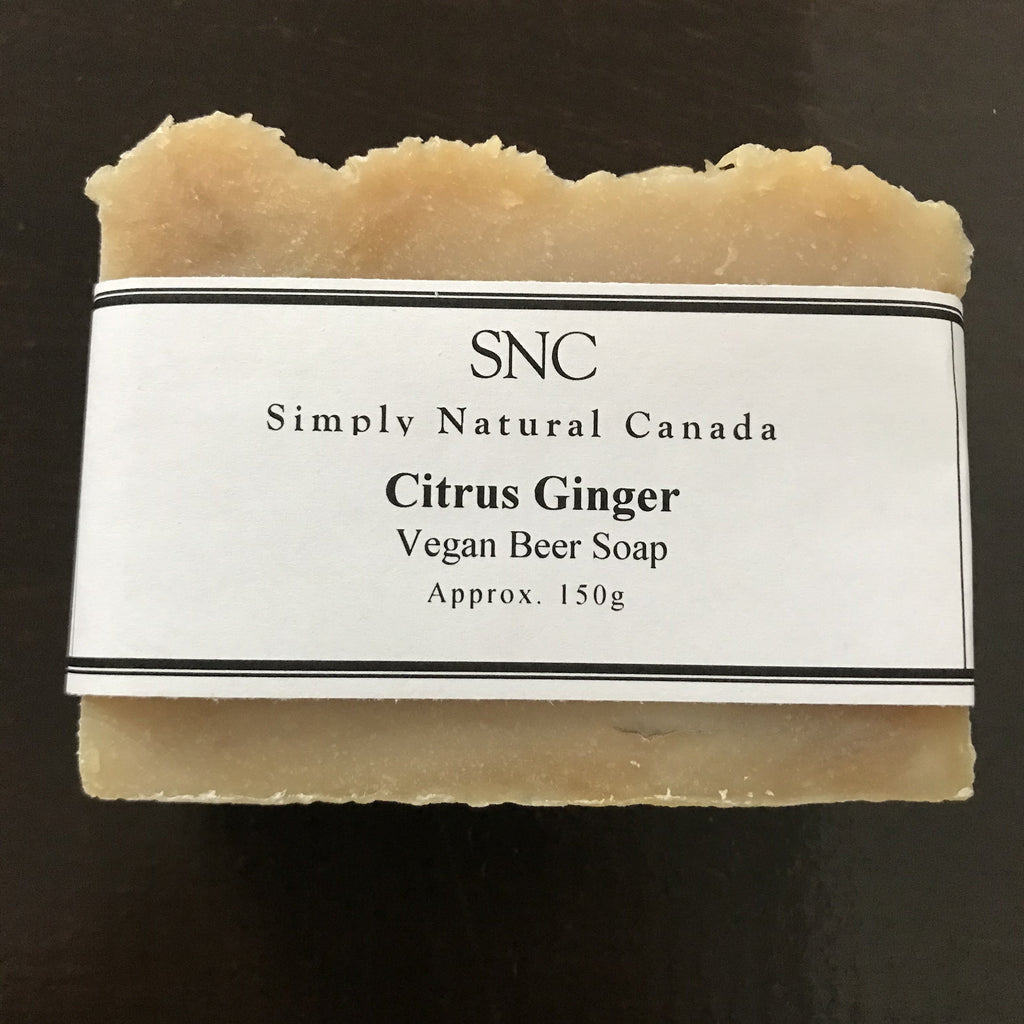 SNC
Simply Natural Canada
Citrus Ginger
Vegan Beer Soap
Approx. 150g